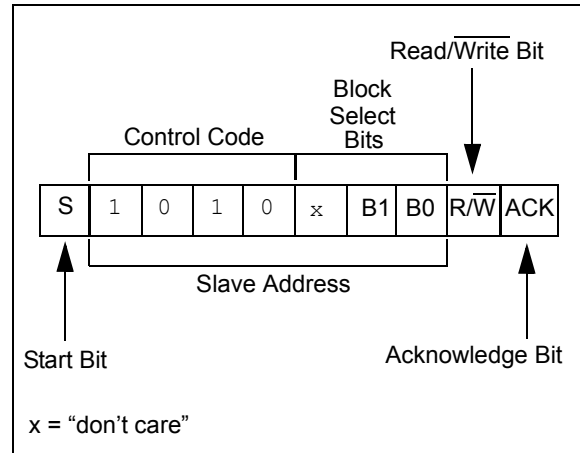 Read/Write Bit
Block
Select
Bits
Control Code
S 1 0 1 0 x B1 B0 R/W ACK
Slave Address
Start Bit
Acknowledge Bit
x = “don’t care”